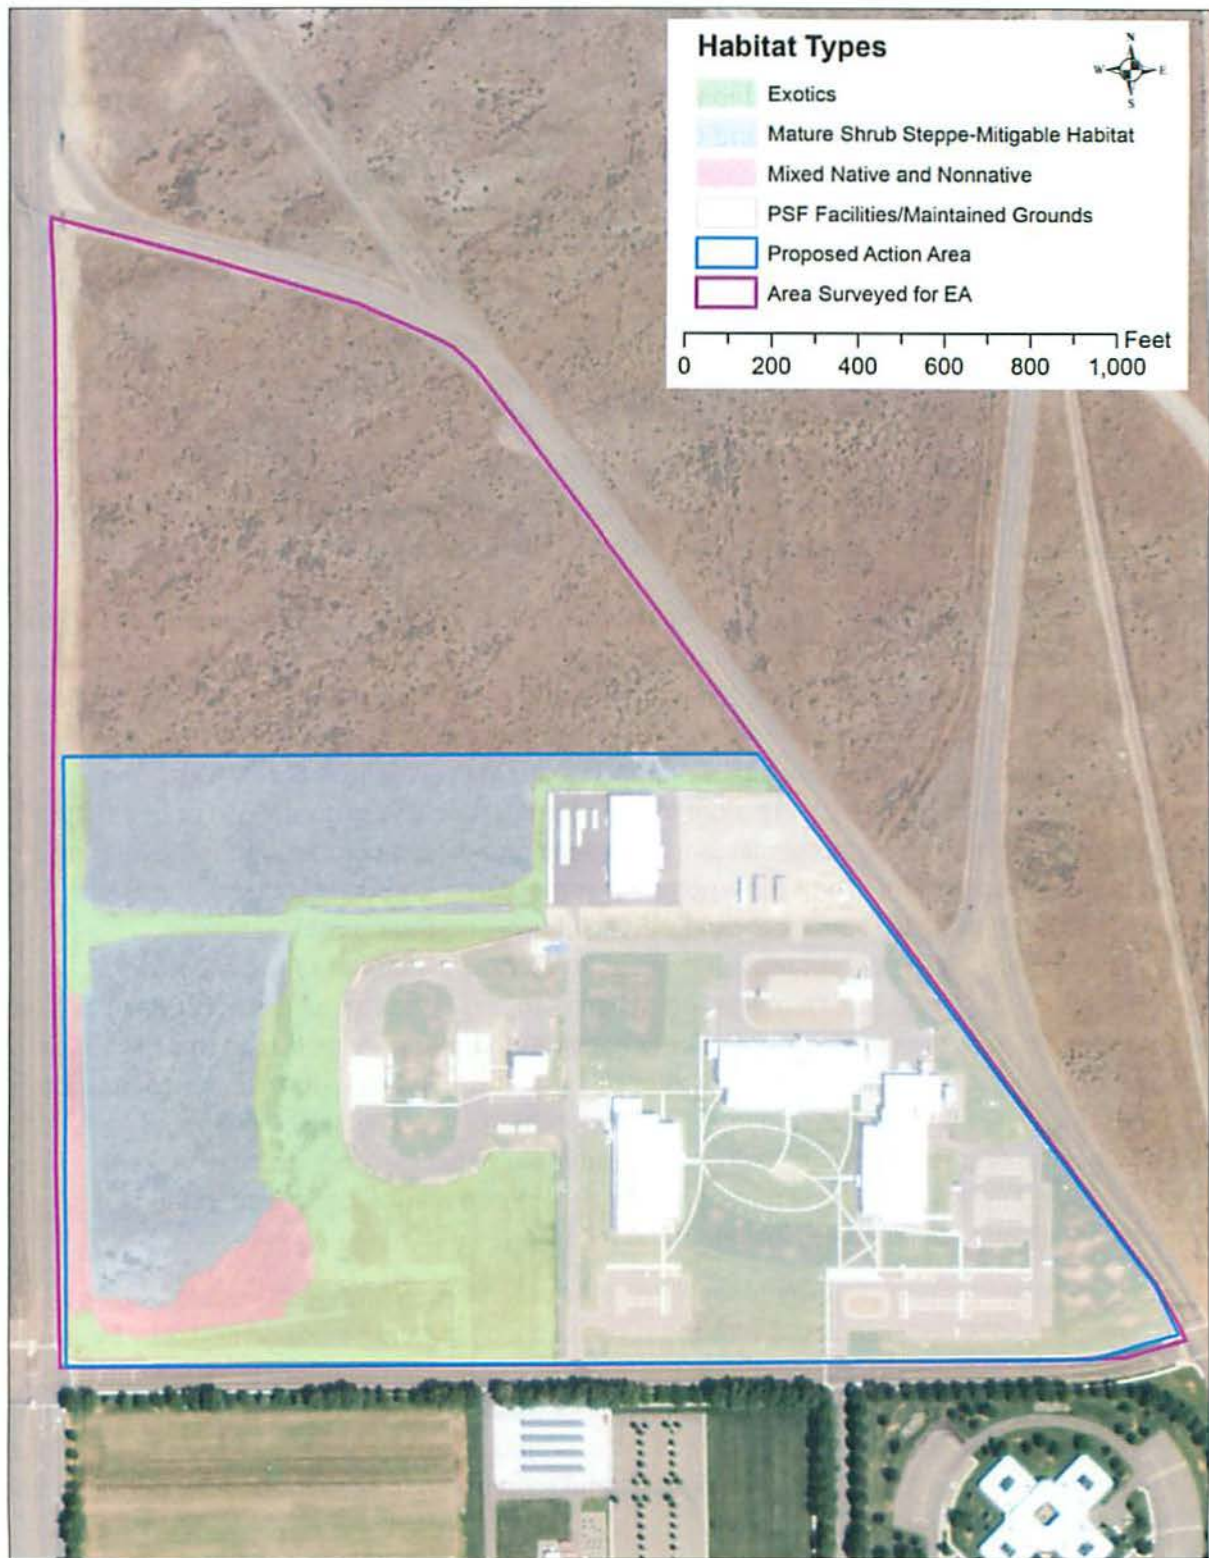 Habitat Types
N
W E
S
Exotics
Mature Shrub Steppe-Mitigable Habitat
Mixed Native and Nonnative
PSF Facilities/Maintained Grounds
Proposed Action Area
Area Surveyed for EA
Feet
0 200 400 600 800 1,000